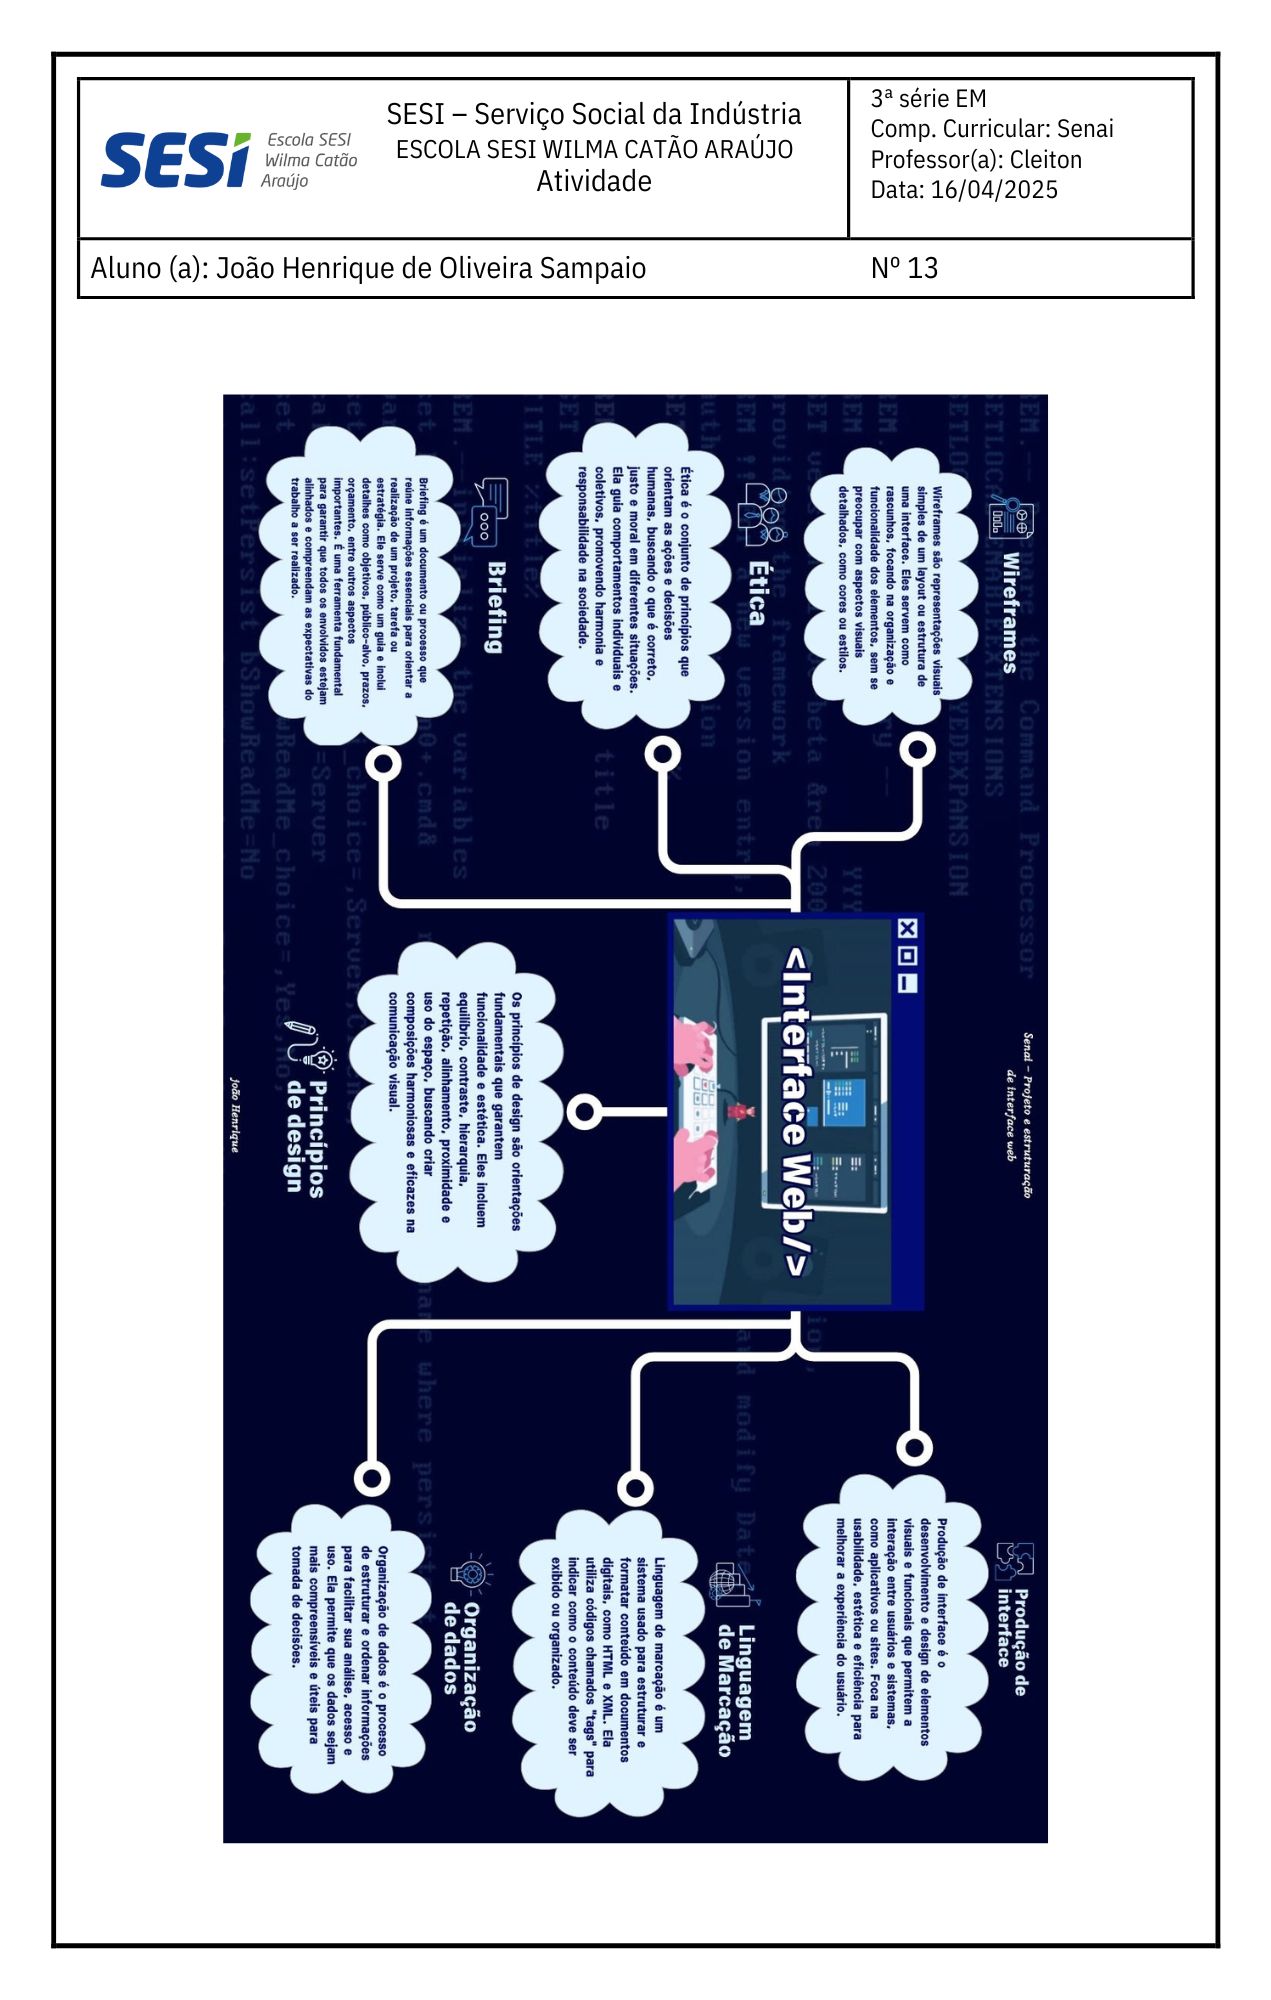 SESI
Escola SESI
Wilma Catão
Araújo
SESI – Serviço Social da Indústria
ESCOLA SESI WILMA CATÃO ARAÚJO
Atividade
3ª série EM
Comp. Curricular: Senai
Professor(a): Cleiton
Data: 16/04/2025
Aluno (a): João Henrique de Oliveira Sampaio
Nº 13
Senai - Projeto e estruturação
de interface web
<Interface Web/>
Wireframes
Wireframes são representações visuais
simples de um layout ou estrutura de
uma interface. Eles servem como
rascunhos, focando na organização e
funcionalidade dos elementos, sem se
preocupar com aspectos visuais
detalhados, como cores ou estilos.
Ética
Ética é o conjunto de princípios que
orientam as ações e decisões
humanas, buscando o que é correto,
justo e moral em diferentes situações.
Ela guia comportamentos individuais e
coletivos, promovendo harmonia e
responsabilidade na sociedade.
Briefing
Briefing é um documento ou processo que
reúne informações essenciais para orientar a
realização de um projeto, tarefa ou
estratégia. Ele serve como um guia e inclui
detalhes como objetivos, público-alvo, prazos,
orçamento, entre outros aspectos
importantes. É uma ferramenta fundamental
para garantir que todos os envolvidos estejam
alinhados e compreendam as expectativas do
trabalho a ser realizado.
Os princípios de design são orientações
fundamentais que garantem
funcionalidade e estética. Eles incluem
equilíbrio, contraste, hierarquia,
repetição, alinhamento, proximidade e
uso do espaço, buscando criar
composições harmoniosas e eficazes na
comunicação visual.
Princípios
de design
Produção de
interface
Produção de interface é o
desenvolvimento e design de elementos
visuais e funcionais que permitem a
interação entre usuários e sistemas,
como aplicativos ou sites. Foca na
usabilidade, estética e eficiência para
melhorar a experiência do usuário.
Linguagem
de Marcação
Linguagem de marcação é um
sistema usado para estruturar e
formatar conteúdo em documentos
digitais, como HTML e XML. Ela
utiliza códigos chamados "tags" para
indicar como o conteúdo deve ser
exibido ou organizado.
Organização
de dados
Organização de dados é o processo
de estruturar e ordenar informações
para facilitar sua análise, acesso e
uso. Ela permite que os dados sejam
mais compreensíveis e úteis para
tomada de decisões.
João Henrique